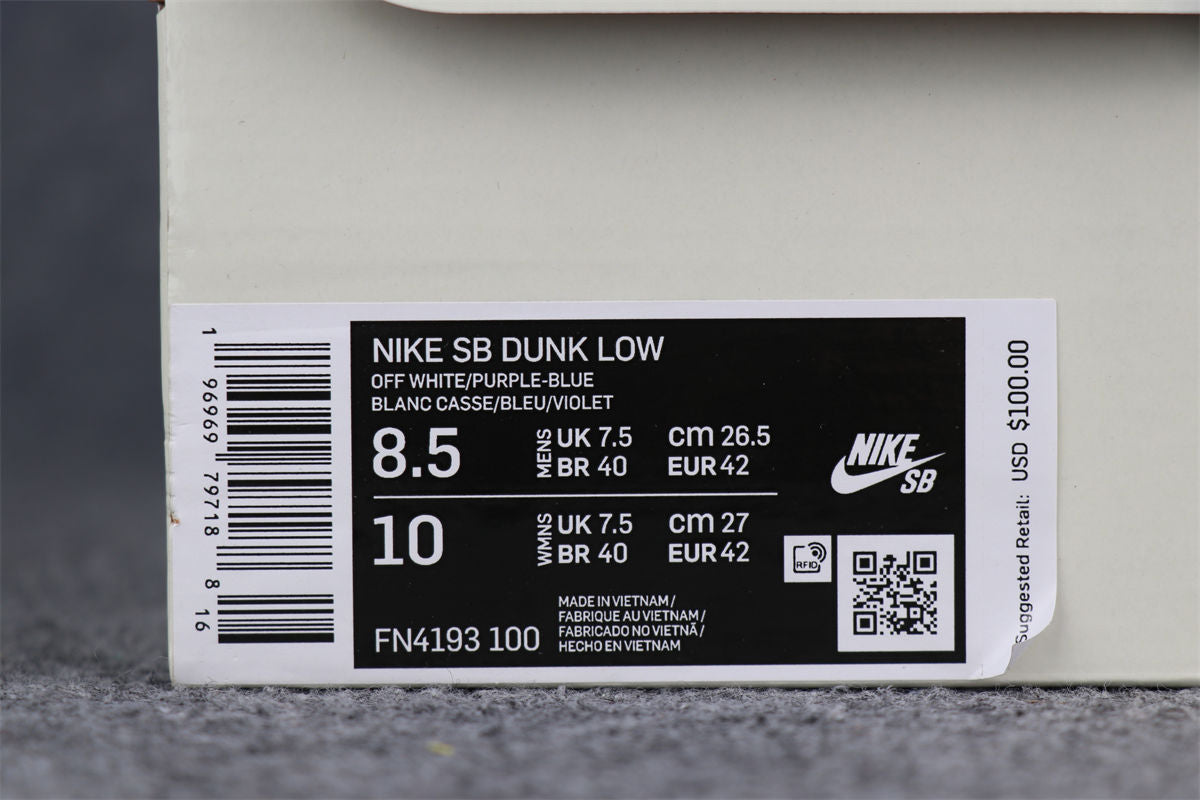 NIKE SB DUNK LOW
OFF WHITE/PURPLE-BLUE
BLANC CASSE/BLEU/VIOLET
8.5 MENS UK 7.5 cm 26.5
BR 40 EUR 42
10 WMNS UK 7.5 cm 27
BR 40 EUR 42
FN4193 100
MADE IN VIETNAM/
FABRIQUE AU VIETNAM/
FABRICADO NO VIETNÃ/
HECHO EN VIETNAM
NIKE
SB
RFID
1 96969 79718 8 16
Suggested Retail: USD $100.00